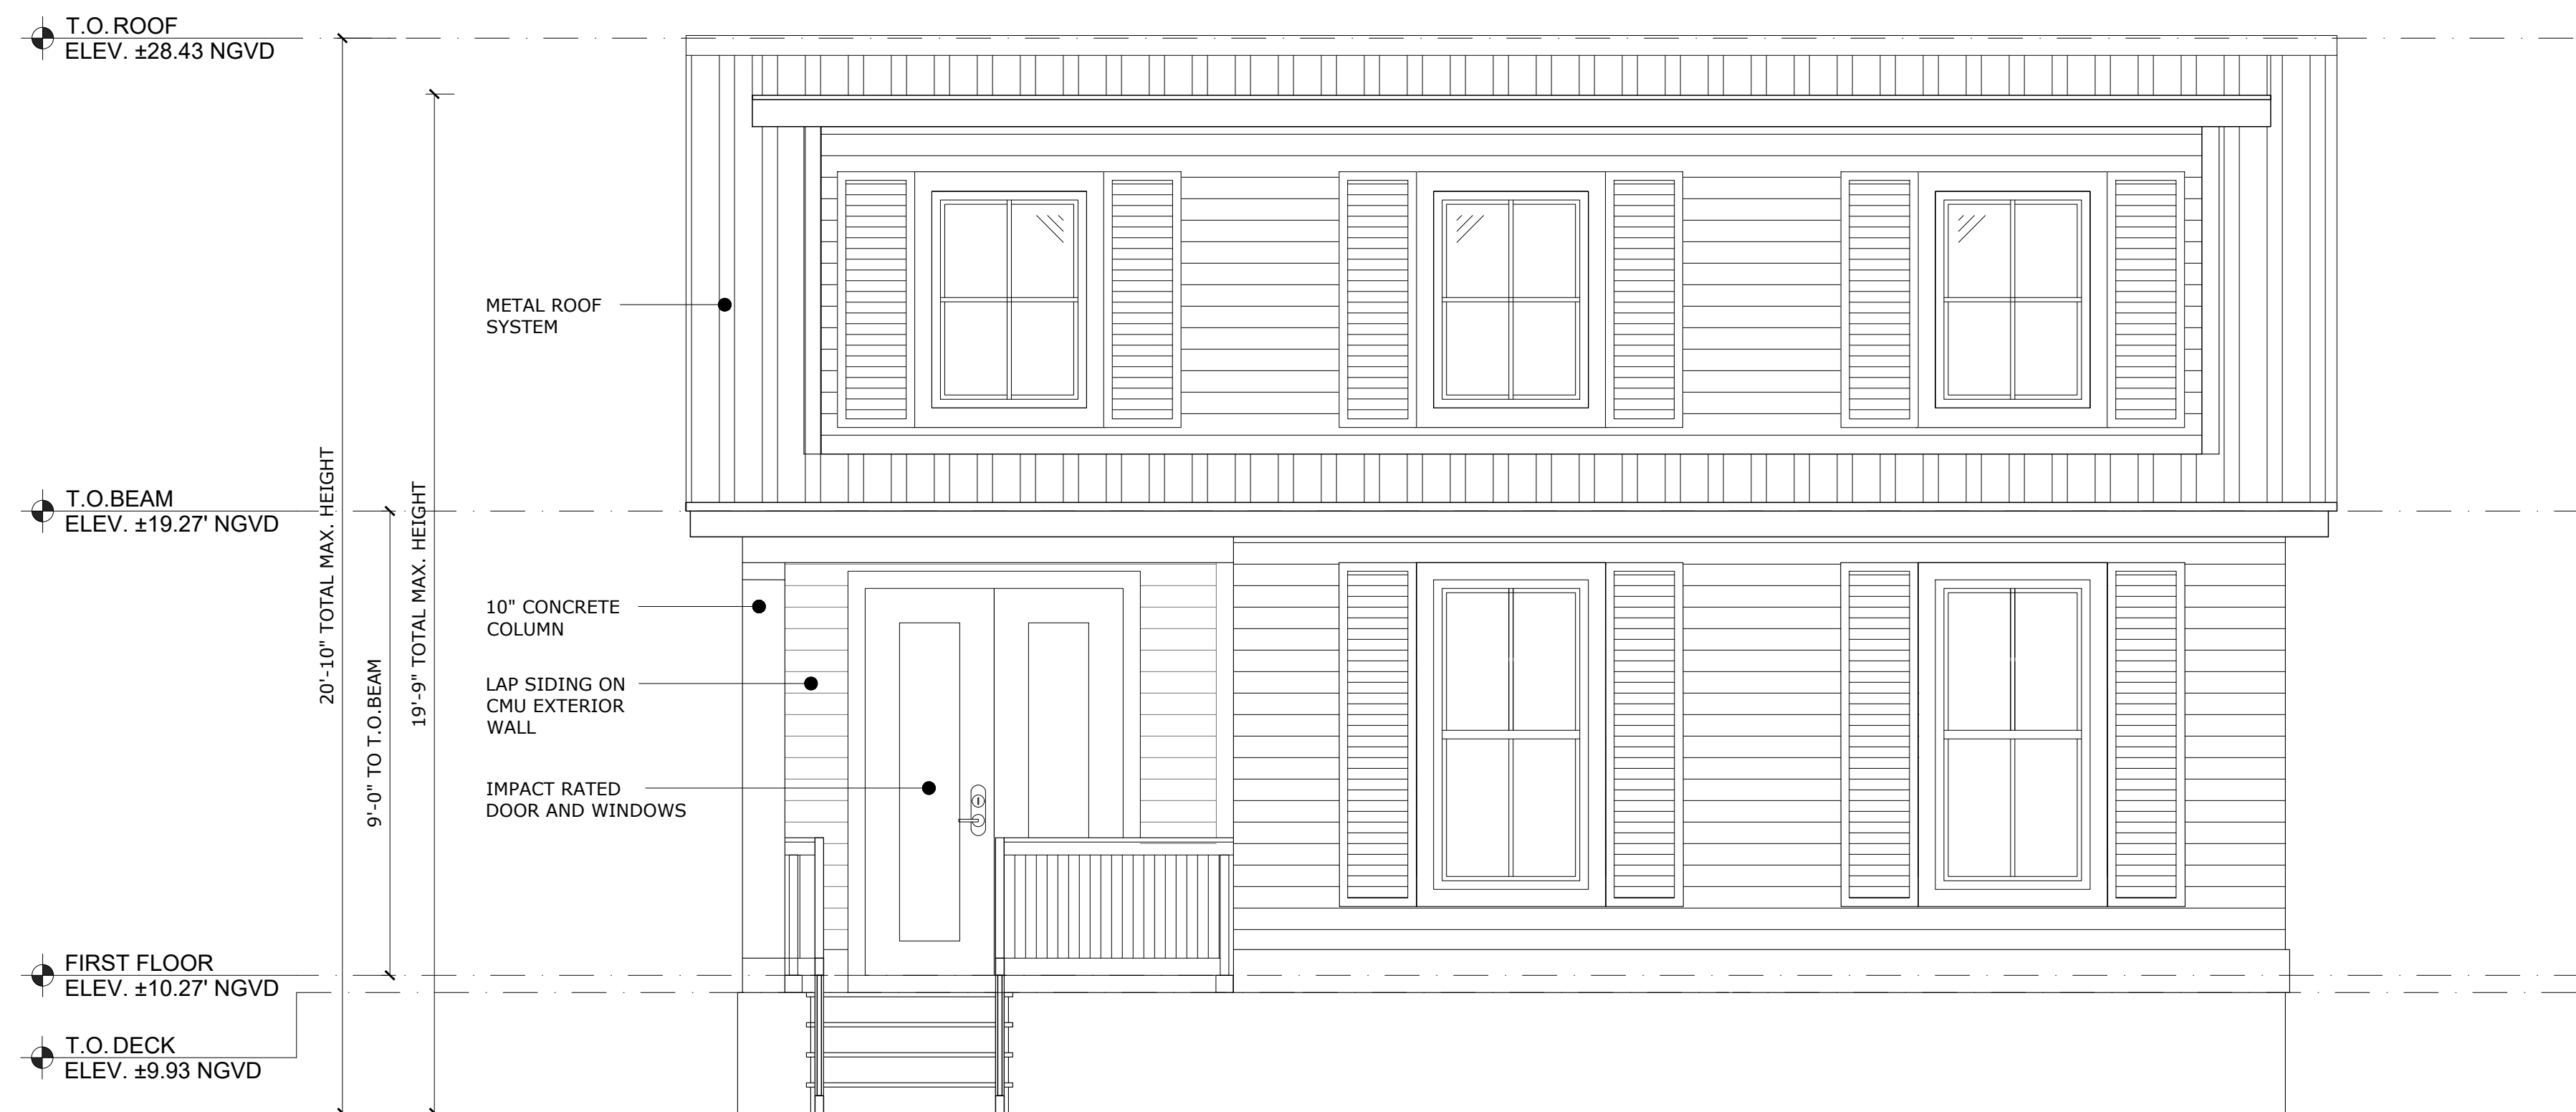 T.O. ROOF
ELEV. ±28.43 NGVD
METAL ROOF
SYSTEM
20'-10" TOTAL MAX. HEIGHT
19'-9" TOTAL MAX. HEIGHT
T.O.BEAM
ELEV. ±19.27' NGVD
9'-0" TO T.O.BEAM
10" CONCRETE
COLUMN
LAP SIDING ON
CMU EXTERIOR
WALL
IMPACT RATED
DOOR AND WINDOWS
FIRST FLOOR
ELEV. ±10.27' NGVD
T.O. DECK
ELEV. ±9.93 NGVD